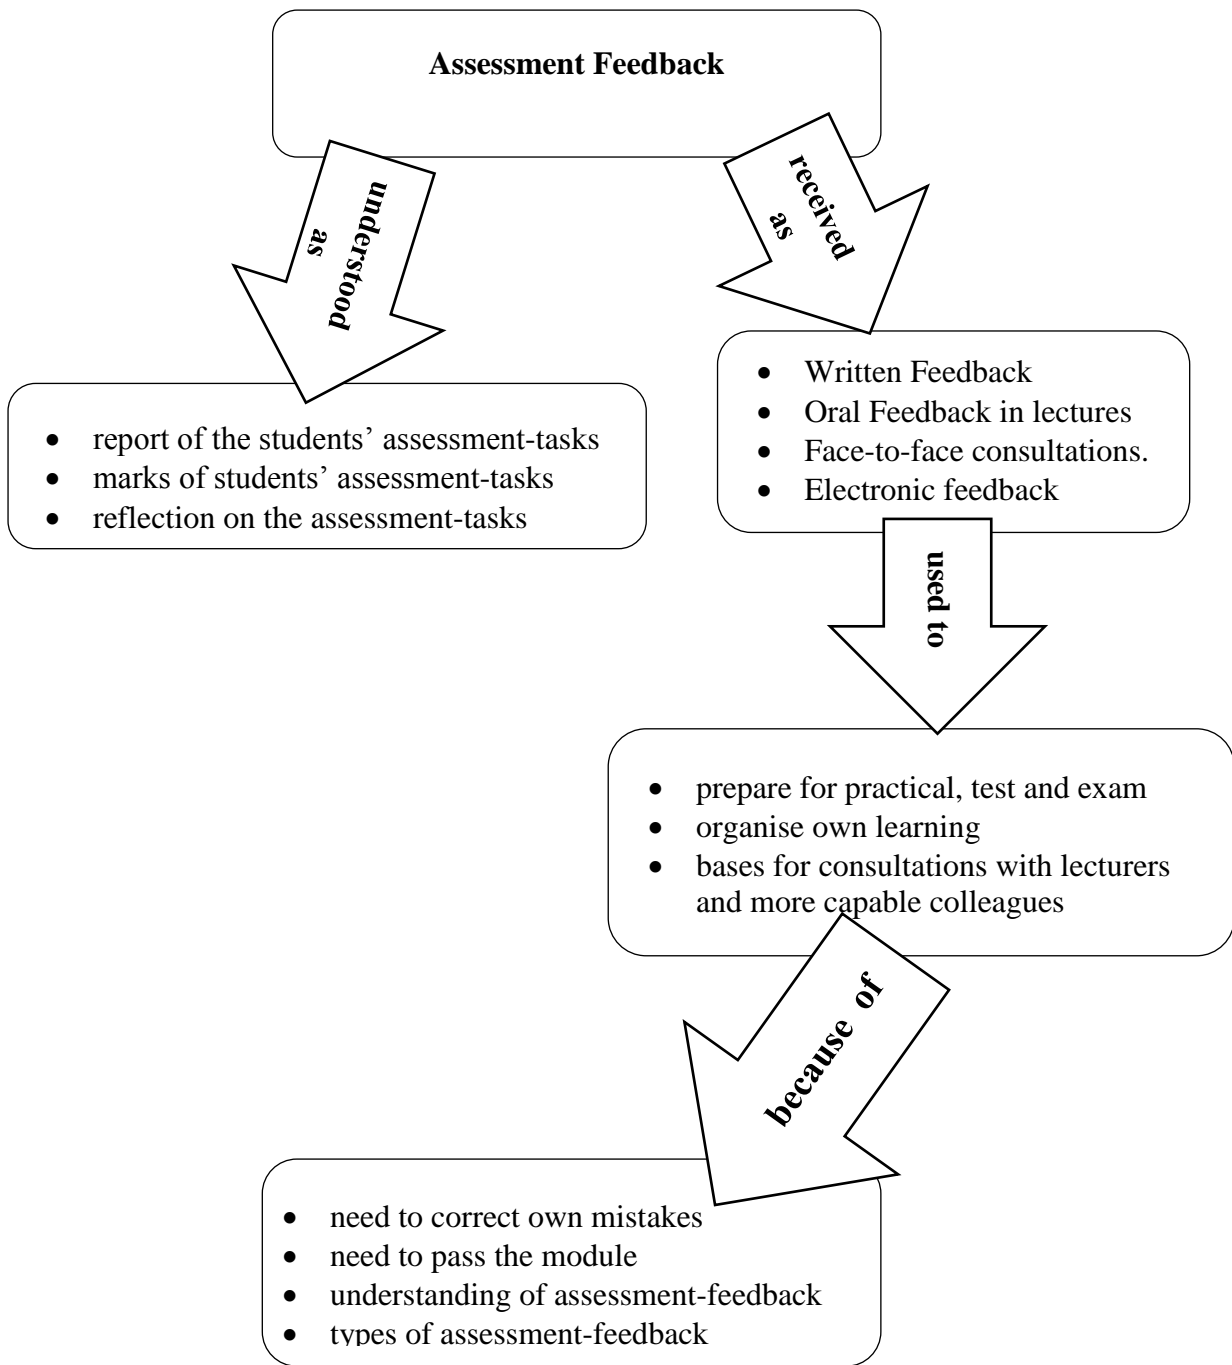 Assessment Feedback
understood
as
received
as
• report of the students’ assessment-tasks
• marks of students’ assessment-tasks
• reflection on the assessment-tasks
• Written Feedback
• Oral Feedback in lectures
• Face-to-face consultations.
• Electronic feedback
used to
• prepare for practical, test and exam
• organise own learning
• bases for consultations with lecturers
and more capable colleagues
because of
• need to correct own mistakes
• need to pass the module
• understanding of assessment-feedback
• types of assessment-feedback